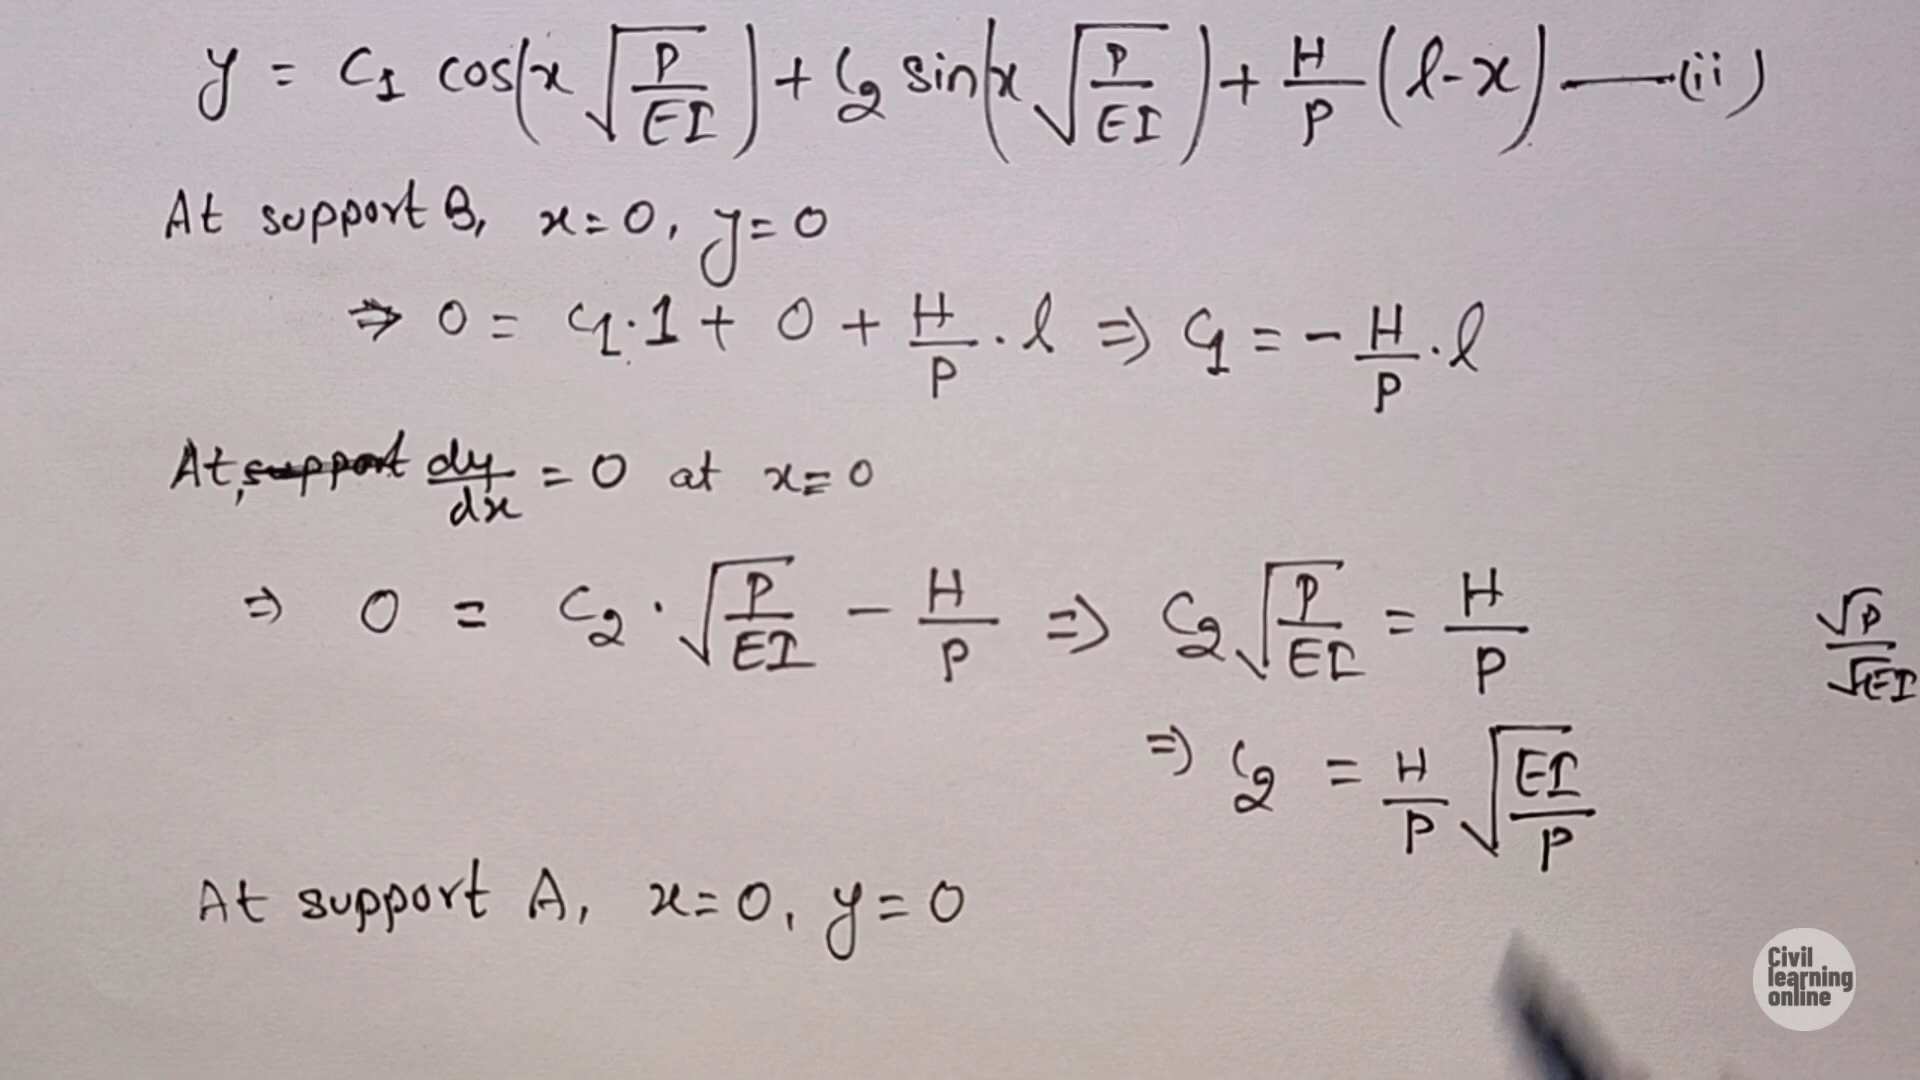 y = C₁ cos(x √(P/EI)) + C₂ sin(x √(P/EI)) + H/P (l-x) —— (ii)
At support B, x=0, y=0
⇒ 0 = C₁·1 + 0 + H/P · l ⇒ C₁ = - H/P · l
At, support dy/dx = 0 at x=0
⇒ 0 = C₂ · √(P/EI) - H/P ⇒ C₂ √(P/EI) = H/P
√P/√EI
⇒ C₂ = H/P √(EI/P)
At support A, x=0, y=0
Civil
learning
online